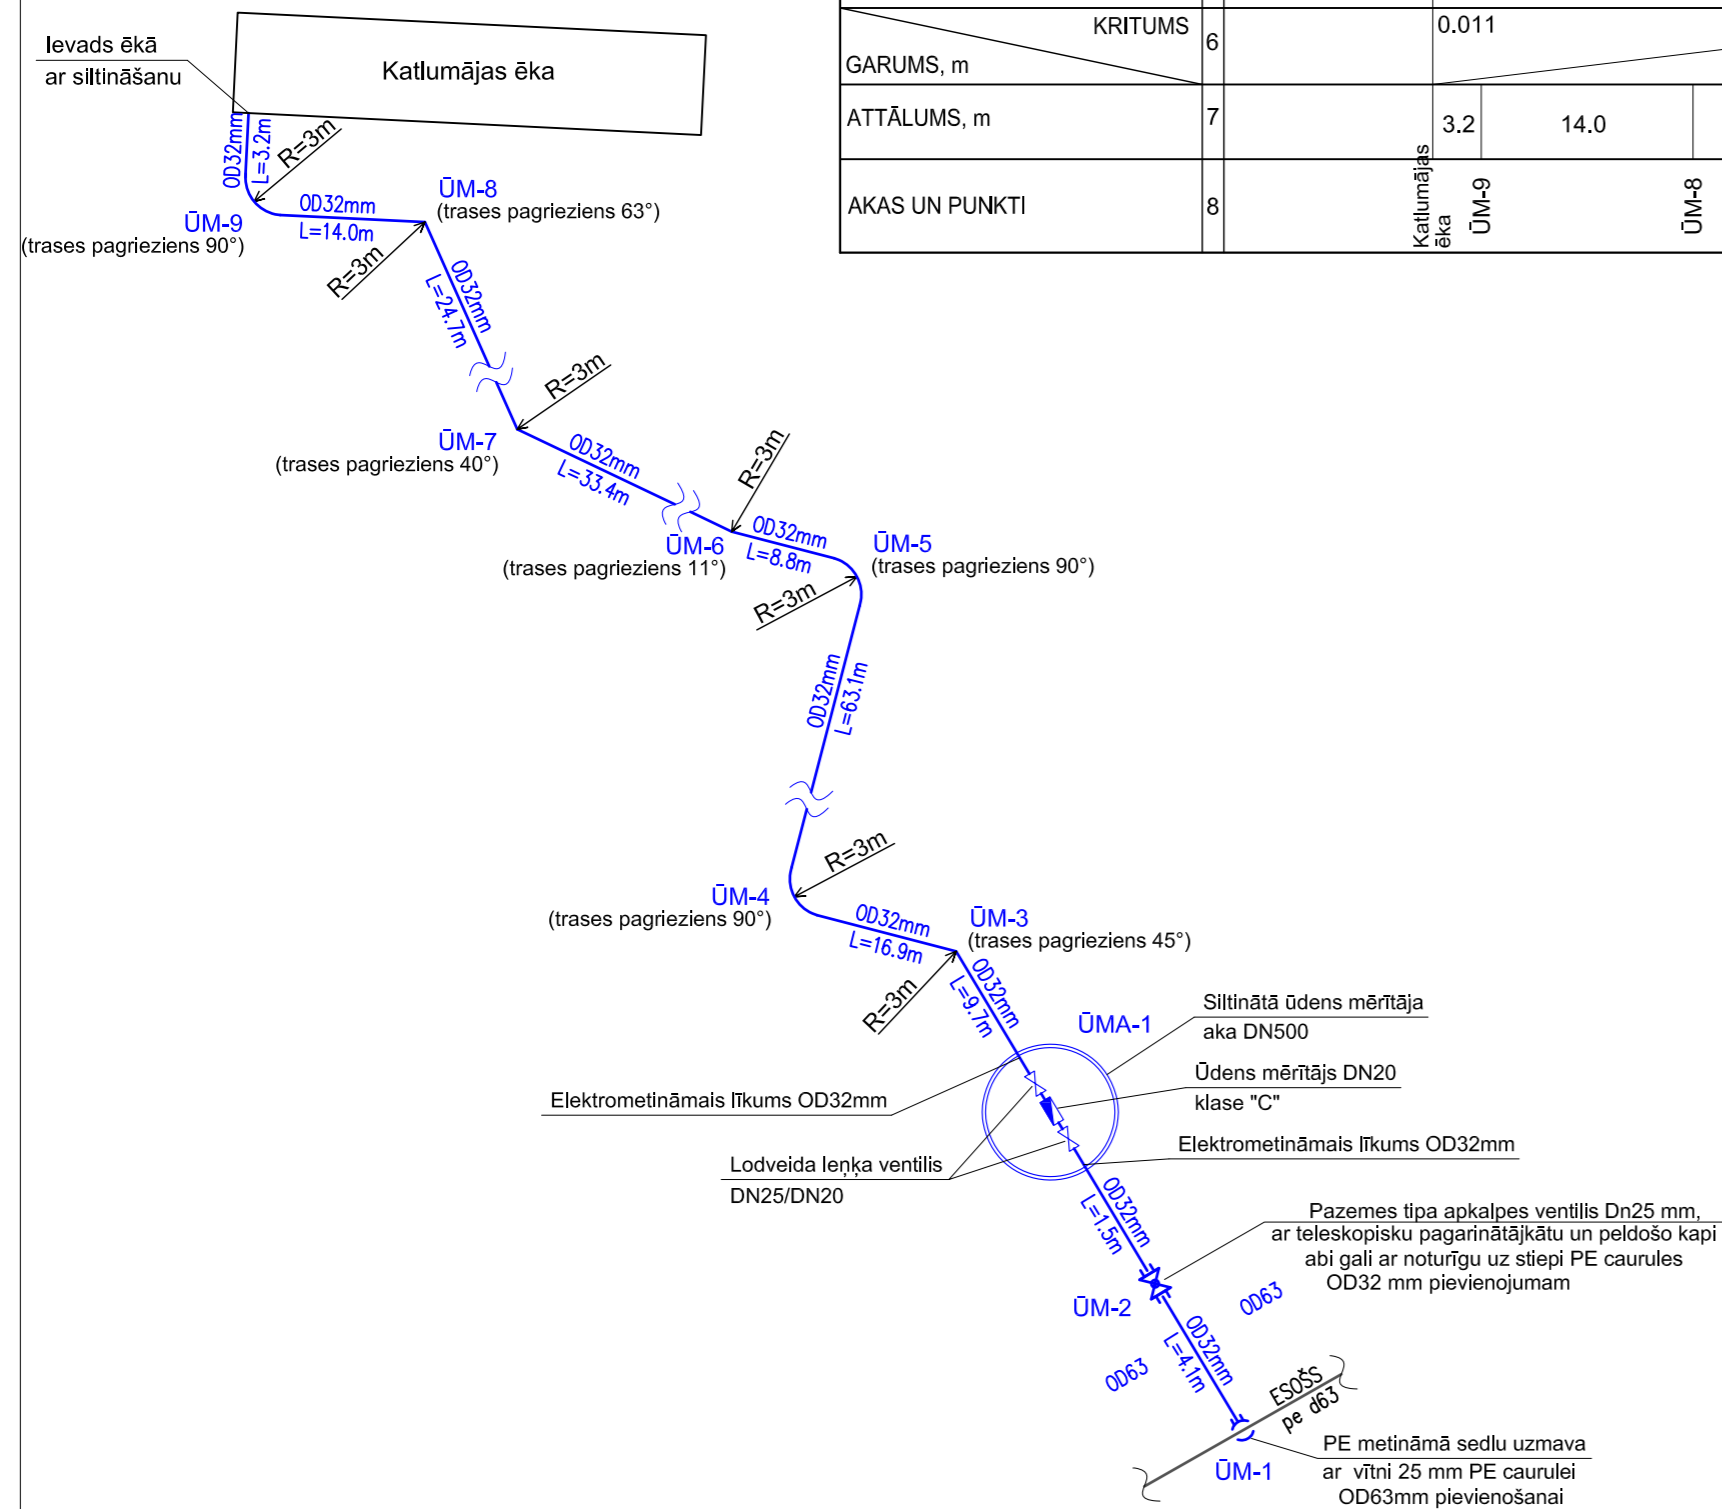 Ievads ēkā
ar siltināšanu
Katlumājas ēka
KRITUMS
GARUMS, m
6
0.011
ATTĀLUMS, m
7
3.2
14.0
AKAS UN PUNKTI
8
Katlumājas
ēka
ŪM-9
ŪM-8
OD32mm
L=3.2m
R=3m
ŪM-9
(trases pagrieziens 90°)
OD32mm
L=14.0m
ŪM-8
(trases pagrieziens 63°)
R=3m
OD32mm
L=24.7m
R=3m
ŪM-7
(trases pagrieziens 40°)
OD32mm
L=33.4m
R=3m
ŪM-6
(trases pagrieziens 11°)
OD32mm
L=8.8m
ŪM-5
(trases pagrieziens 90°)
R=3m
OD32mm
L=63.1m
R=3m
ŪM-4
(trases pagrieziens 90°)
OD32mm
L=16.9m
ŪM-3
(trases pagrieziens 45°)
R=3m
OD32mm
L=9.7m
ŪMA-1
Siltinātā ūdens mērītāja
aka DN500
Ūdens mērītājs DN20
klase "C"
Elektrometināmais līkums OD32mm
Elektrometināmais līkums OD32mm
Lodveida leņķa ventilis
DN25/DN20
OD32mm
L=1.5m
Pazemes tipa apkalpes ventilis Dn25 mm,
ar teleskopisku pagarinātājkātu un peldošo kapi
abi gali ar noturīgu uz stiepi PE caurules
OD32 mm pievienojumam
ŪM-2
OD63
OD63
OD32mm
L=4.1m
ESOŠS
pe d63
ŪM-1
PE metināmā sedlu uzmava
ar vītni 25 mm PE caurulei
OD63mm pievienošanai